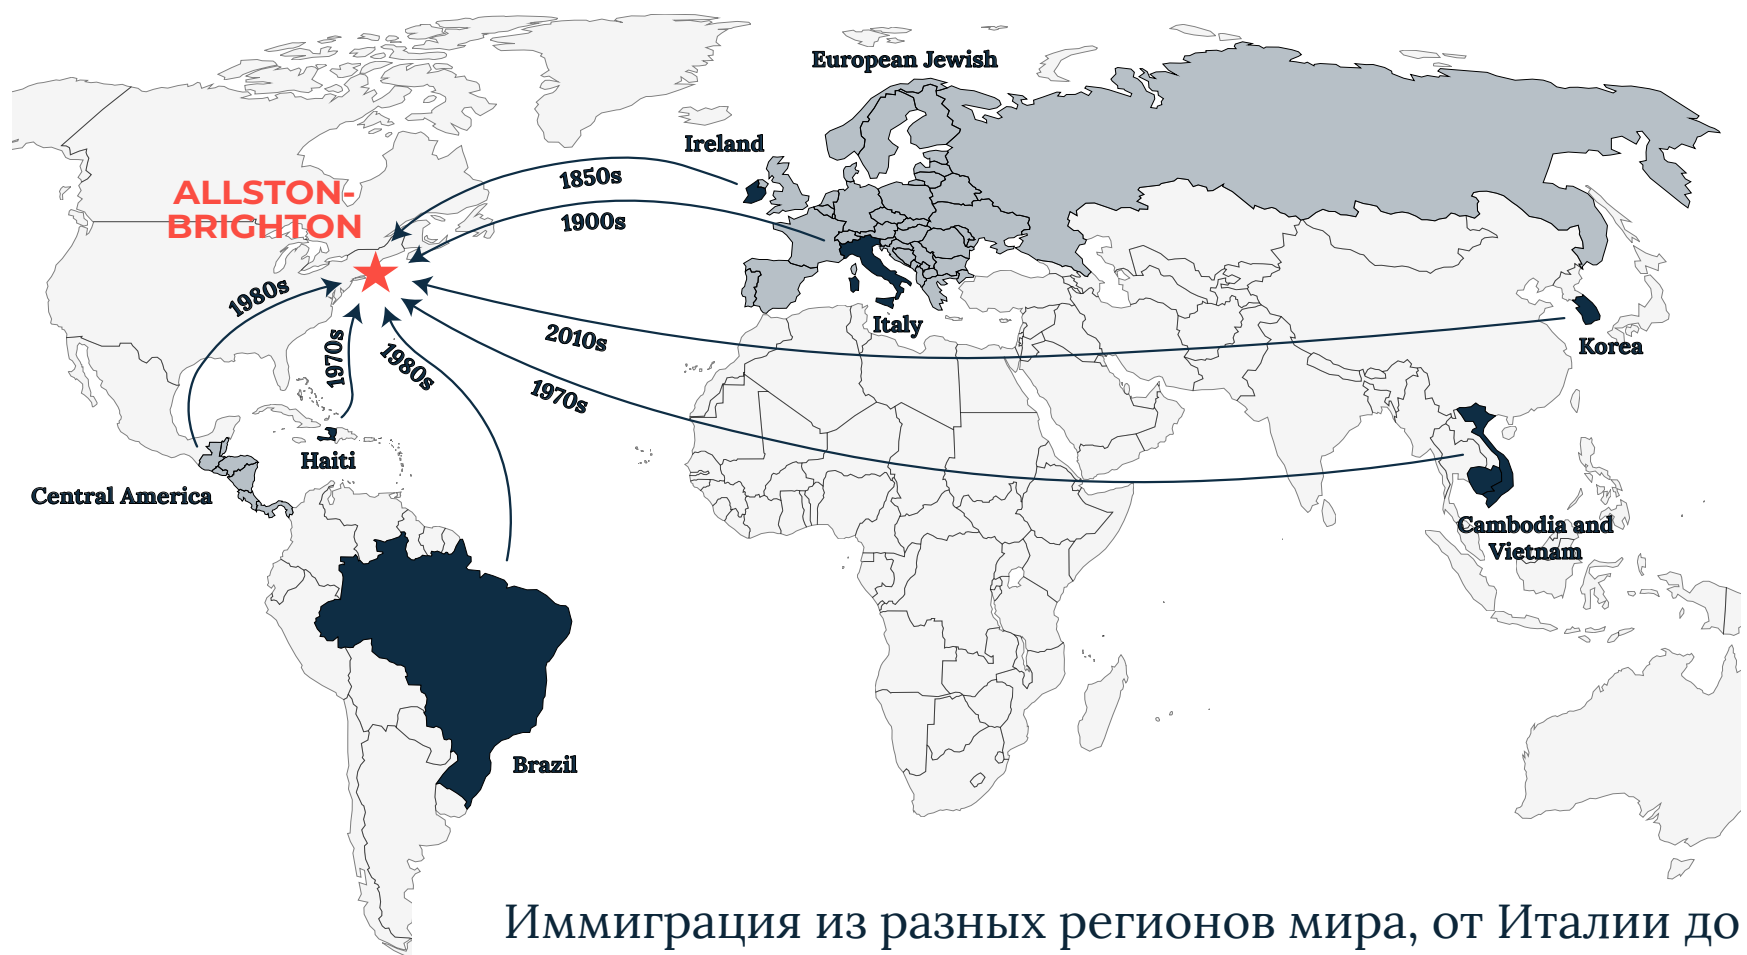 European Jewish
Ireland
1850s
ALLSTON-
BRIGHTON
1900s
1980s
Italy
1970s
1980s
2010s
Korea
1970s
Haiti
Central America
Cambodia and
Vietnam
Brazil
Иммиграция из разных регионов мира, от Италии до